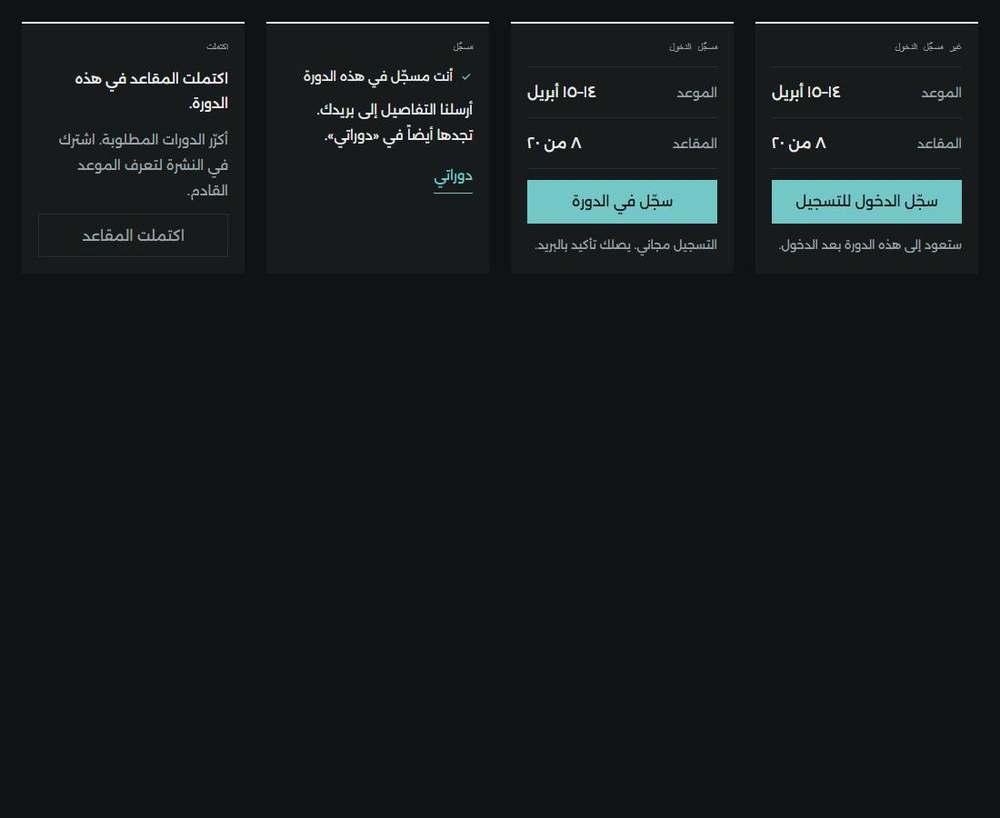 غير مسجّل الدخول
الموعد ١٤–١٥ أبريل
المقاعد ٨ من ٢٠
سجّل الدخول للتسجيل
ستعود إلى هذه الدورة بعد الدخول.
مسجّل الدخول
الموعد ١٤–١٥ أبريل
المقاعد ٨ من ٢٠
سجّل في الدورة
التسجيل مجاني. يصلك تأكيد بالبريد.
مسجّل
✓ أنت مسجّل في هذه الدورة
أرسلنا التفاصيل إلى بريدك.
تجدها أيضاً في «دوراتي».
دوراتي
اكتملت
اكتملت المقاعد في هذه
الدورة.
أكرّر الدورات المطلوبة. اشترك
في النشرة لتعرف الموعد
القادم.
اكتملت المقاعد